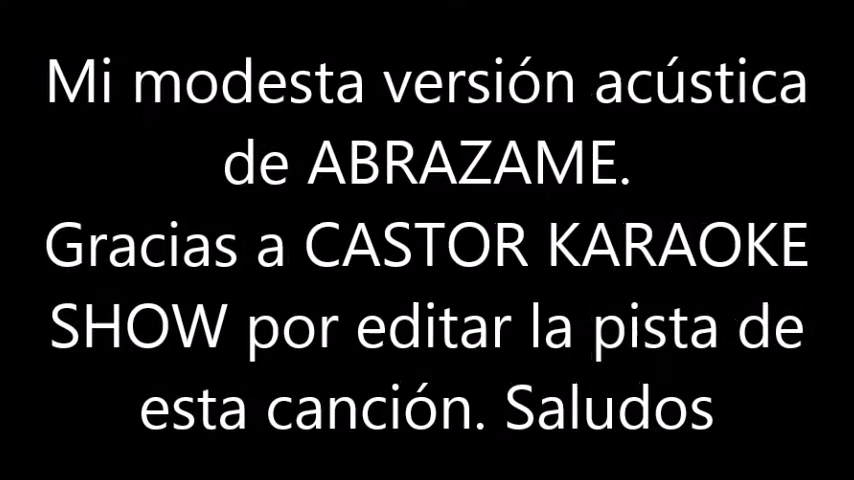 Mi modesta versión acústica
de ABRAZAME.
Gracias a CASTOR KARAOKE
SHOW por editar la pista de
esta canción. Saludos